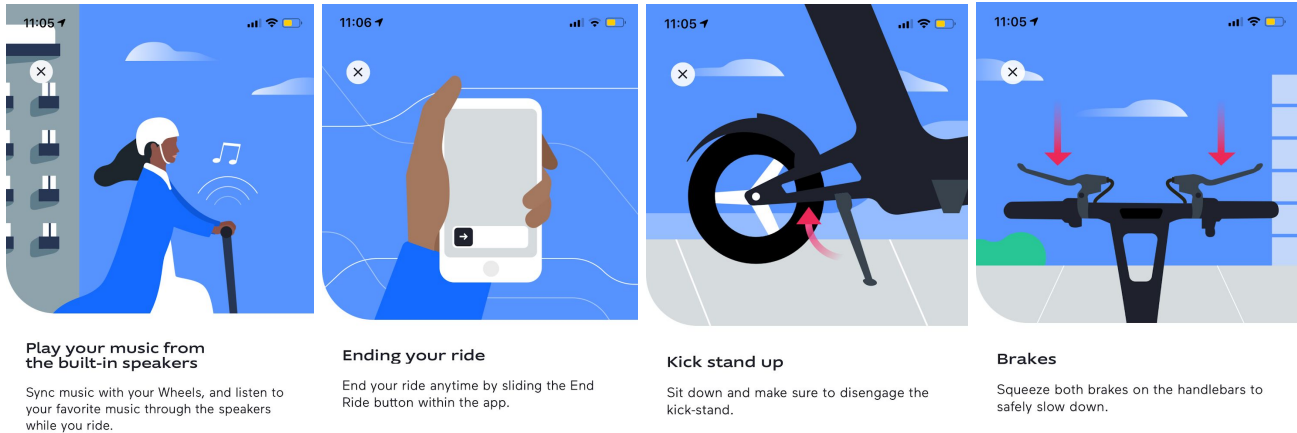 11:05
Play your music from
the built-in speakers
Sync music with your Wheels, and listen to
your favorite music through the speakers
while you ride.
11:06
Ending your ride
End your ride anytime by sliding the End
Ride button within the app.
11:05
Kick stand up
Sit down and make sure to disengage the
kick-stand.
11:05
Brakes
Squeeze both brakes on the handlebars to
safely slow down.